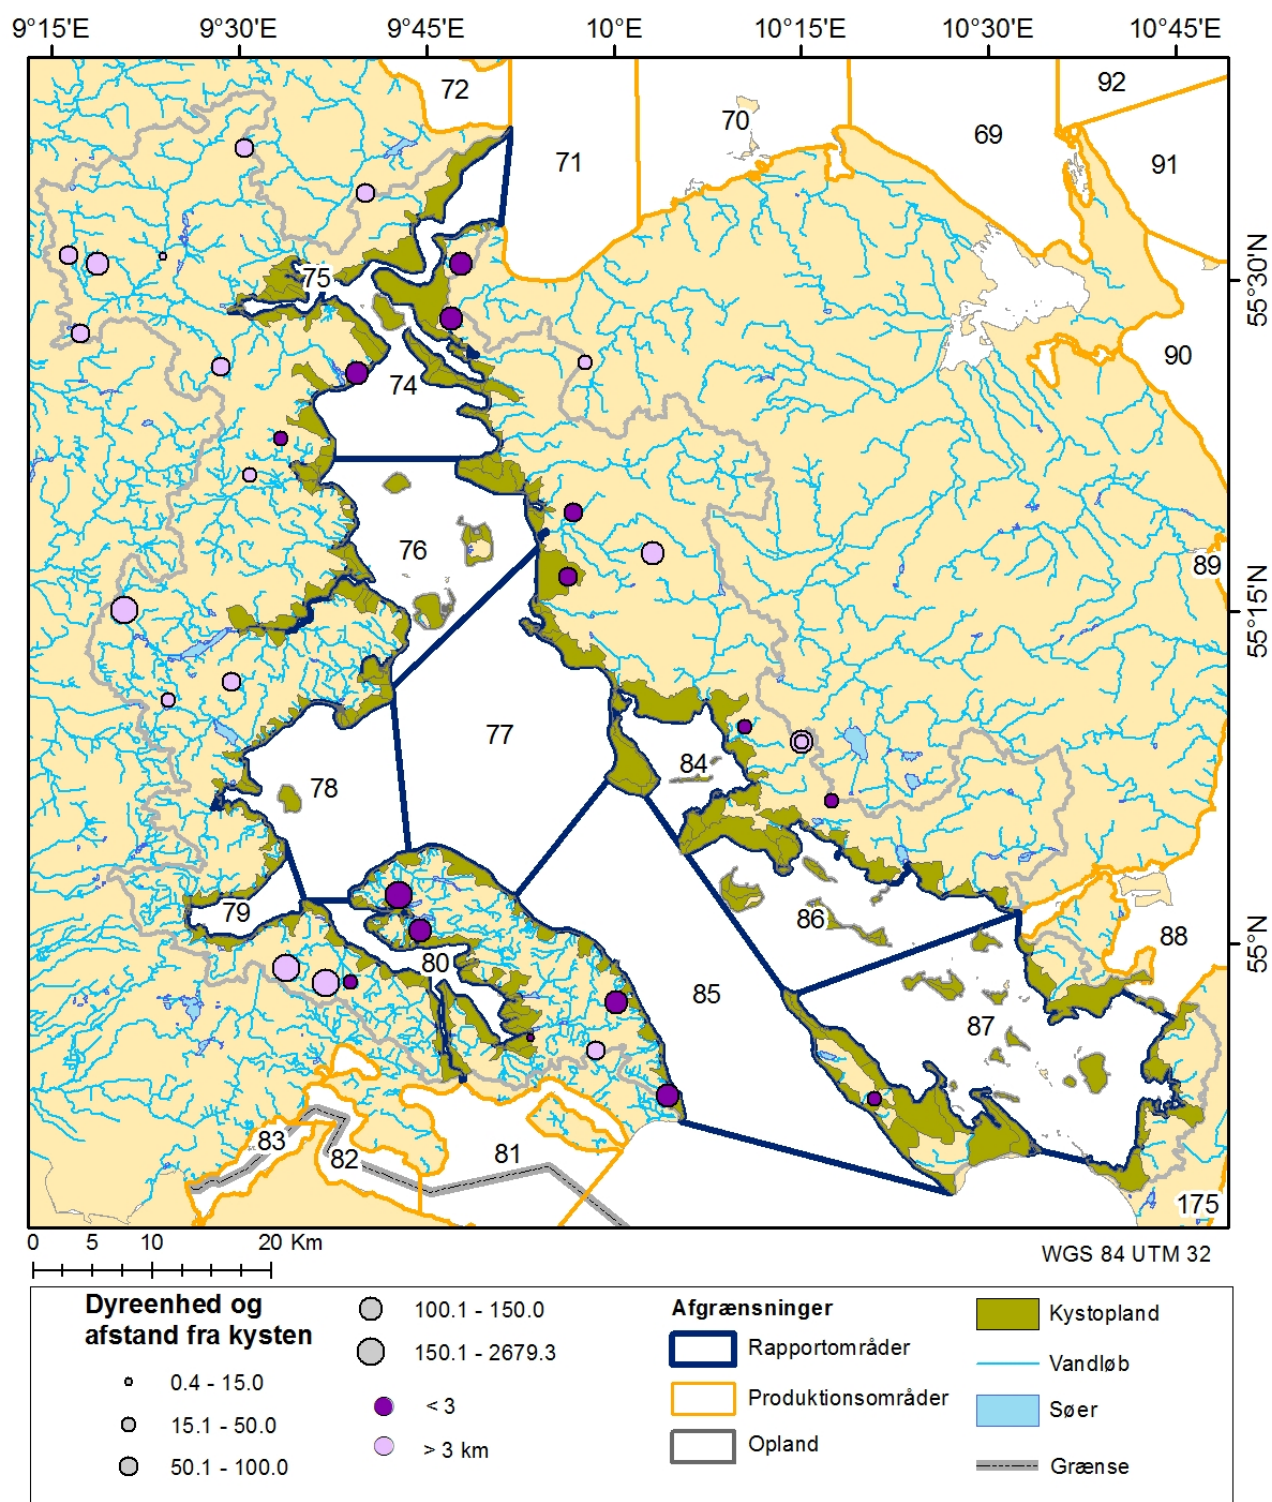 9°15'E 9°30'E 9°45'E 10°E 10°15'E 10°30'E 10°45'E
72
92
70
69
71
91
55°30'N
75
90
74
76
89
55°15'N
77
84
78
79
86
88
55°N
80
85
87
83
82
81
175
0 5 10 20 Km
WGS 84 UTM 32
Dyreenhed og
afstand fra kysten
0.4 - 15.0
15.1 - 50.0
50.1 - 100.0
100.1 - 150.0
150.1 - 2679.3
< 3
> 3 km
Afgrænsninger
Rapportområder
Produktionsområder
Opland
Kystopland
Vandløb
Søer
Grænse